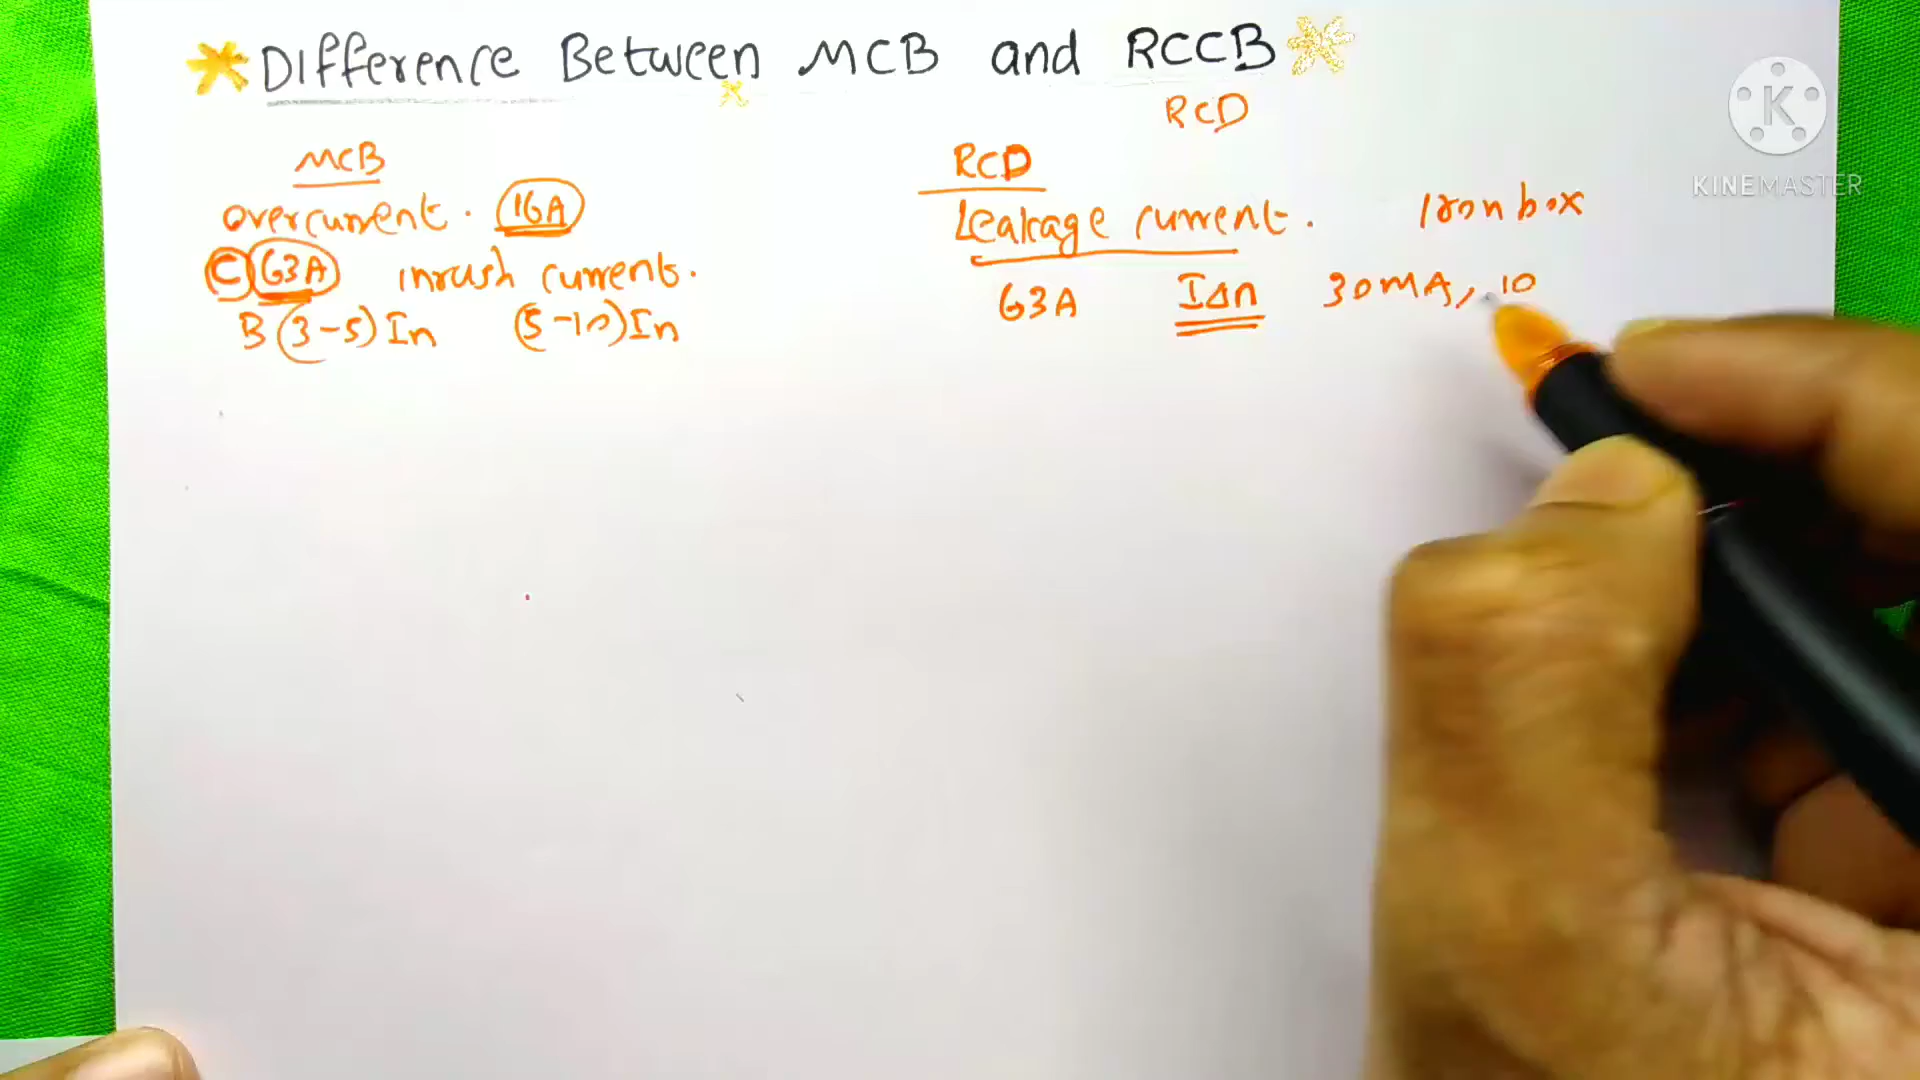 Difference Between MCB and RCCB
RCD
MCB
overcurrent. 16A
C 63A inrush current.
B (3-5) In (5-10) In
RCD
Leakage current. Iron box
63A IΔn 30mA, 10
K
KINEMASTER